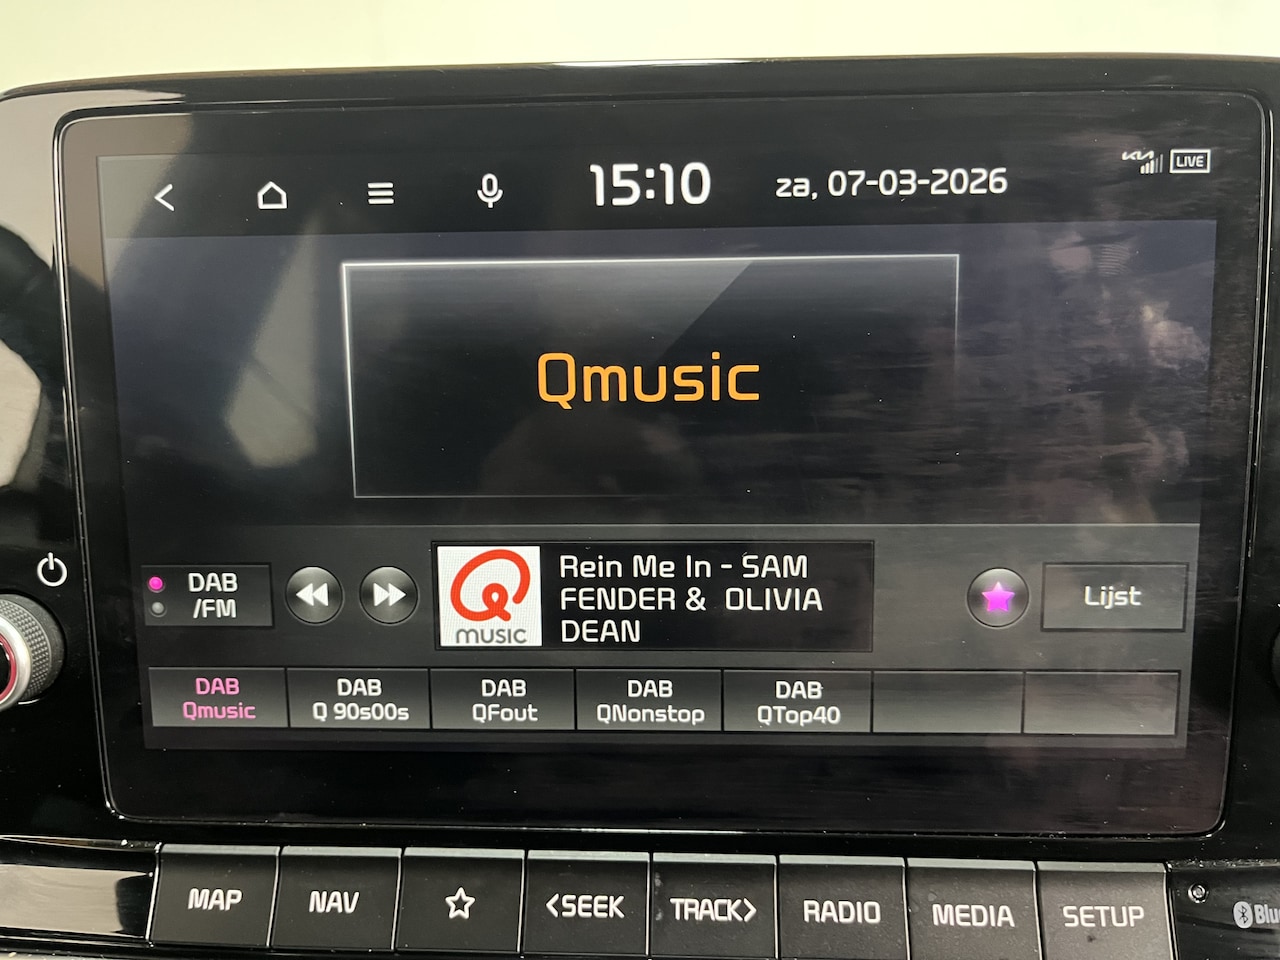 15:10 za, 07-03-2026 LIVE
Qmusic
DAB
/FM
MUSIC
Rein Me In - SAM
FENDER & OLIVIA
DEAN
Lijst
DAB
Qmusic
DAB
Q 90s00s
DAB
QFout
DAB
QNonstop
DAB
QTop40
MAP NAV <SEEK TRACK> RADIO MEDIA SETUP